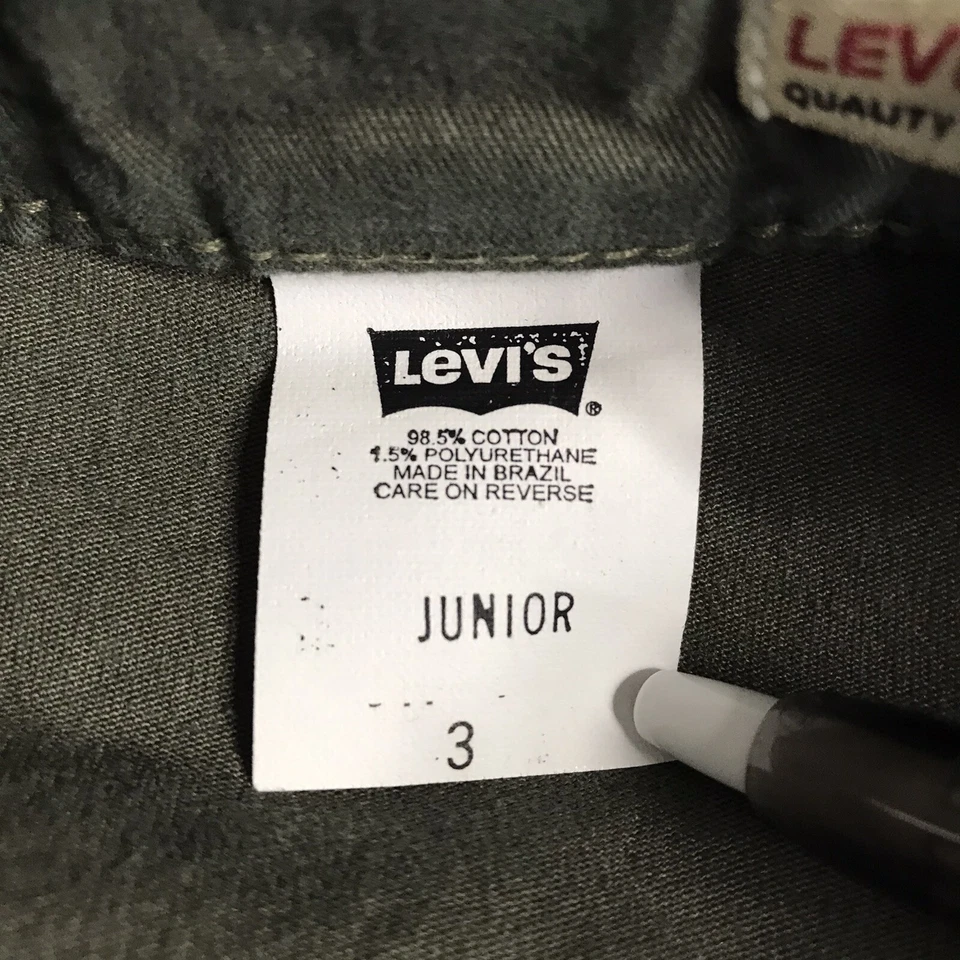 LEV
QUALITY
LEVI'S®
98.5% COTTON
1.5% POLYURETHANE
MADE IN BRAZIL
CARE ON REVERSE
JUNIOR
3